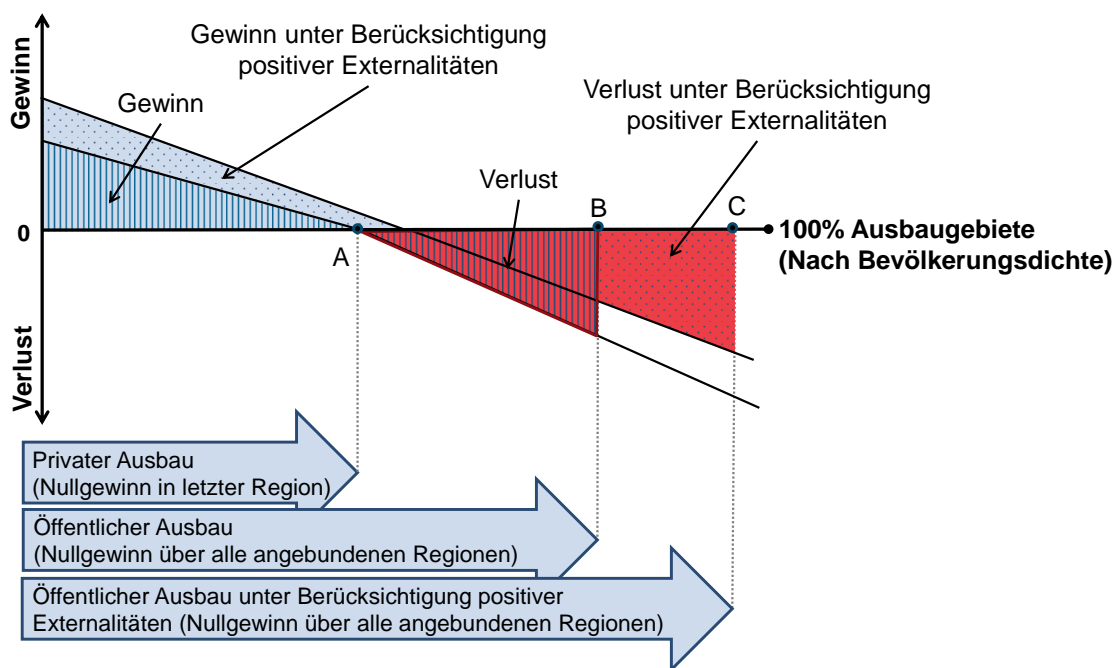 Gewinn
Verlust
0
Gewinn unter Berücksichtigung
positiver Externalitäten
Gewinn
Verlust unter Berücksichtigung
positiver Externalitäten
Verlust
A
B
C
100% Ausbaugebiete
(Nach Bevölkerungsdichte)
Privater Ausbau
(Nullgewinn in letzter Region)
Öffentlicher Ausbau
(Nullgewinn über alle angebundenen Regionen)
Öffentlicher Ausbau unter Berücksichtigung positiver
Externalitäten (Nullgewinn über alle angebundenen Regionen)